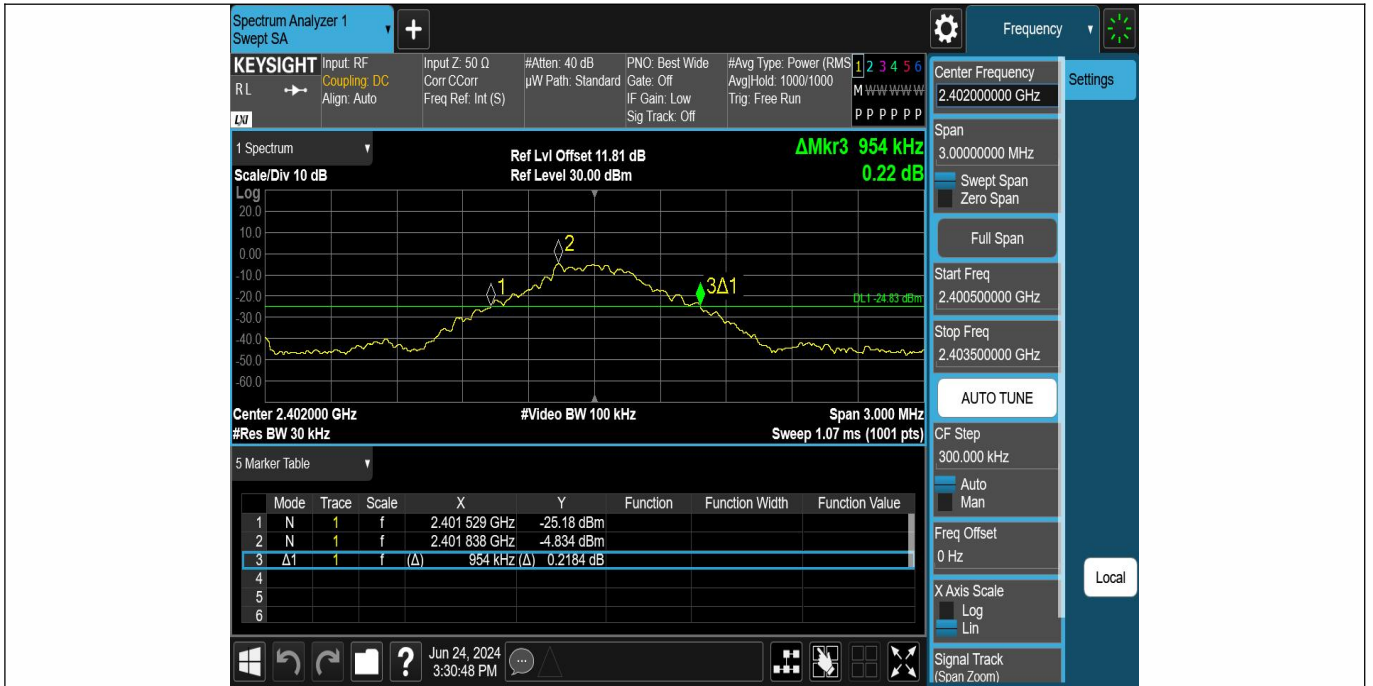 Spectrum Analyzer 1
Swept SA
+
Frequency
KEYSIGHT
RL
LXI
Input: RF
Coupling: DC
Align: Auto
Input Z: 50 Ω
Corr CCorr
Freq Ref: Int (S)
#Atten: 40 dB
µW Path: Standard
PNO: Best Wide
Gate: Off
IF Gain: Low
Sig Track: Off
#Avg Type: Power (RMS
Avg|Hold: 1000/1000
Trig: Free Run
1 2 3 4 5 6
M W W W W W
P P P P P P
1 Spectrum
Scale/Div 10 dB
Ref Lvl Offset 11.81 dB
Ref Level 30.00 dBm
ΔMkr3 954 kHz
0.22 dB
Log
20.0
10.0
0.00
-10.0
-20.0
-30.0
-40.0
-50.0
-60.0
1
2
3Δ1
DL1 -24.83 dBm
Center 2.402000 GHz
#Video BW 100 kHz
Span 3.000 MHz
#Res BW 30 kHz
Sweep 1.07 ms (1001 pts)
5 Marker Table
Mode Trace Scale X Y Function Function Width Function Value
1 N 1 f 2.401 529 GHz -25.18 dBm
2 N 1 f 2.401 838 GHz -4.834 dBm
3 Δ1 1 f (Δ) 954 kHz (Δ) 0.2184 dB
4
5
6
?
Jun 24, 2024
3:30:48 PM
Center Frequency
2.402000000 GHz
Settings
Span
3.00000000 MHz
Swept Span
Zero Span
Full Span
Start Freq
2.400500000 GHz
Stop Freq
2.403500000 GHz
AUTO TUNE
CF Step
300.000 kHz
Auto
Man
Freq Offset
0 Hz
X Axis Scale
Log
Lin
Signal Track
(Span Zoom)
Local